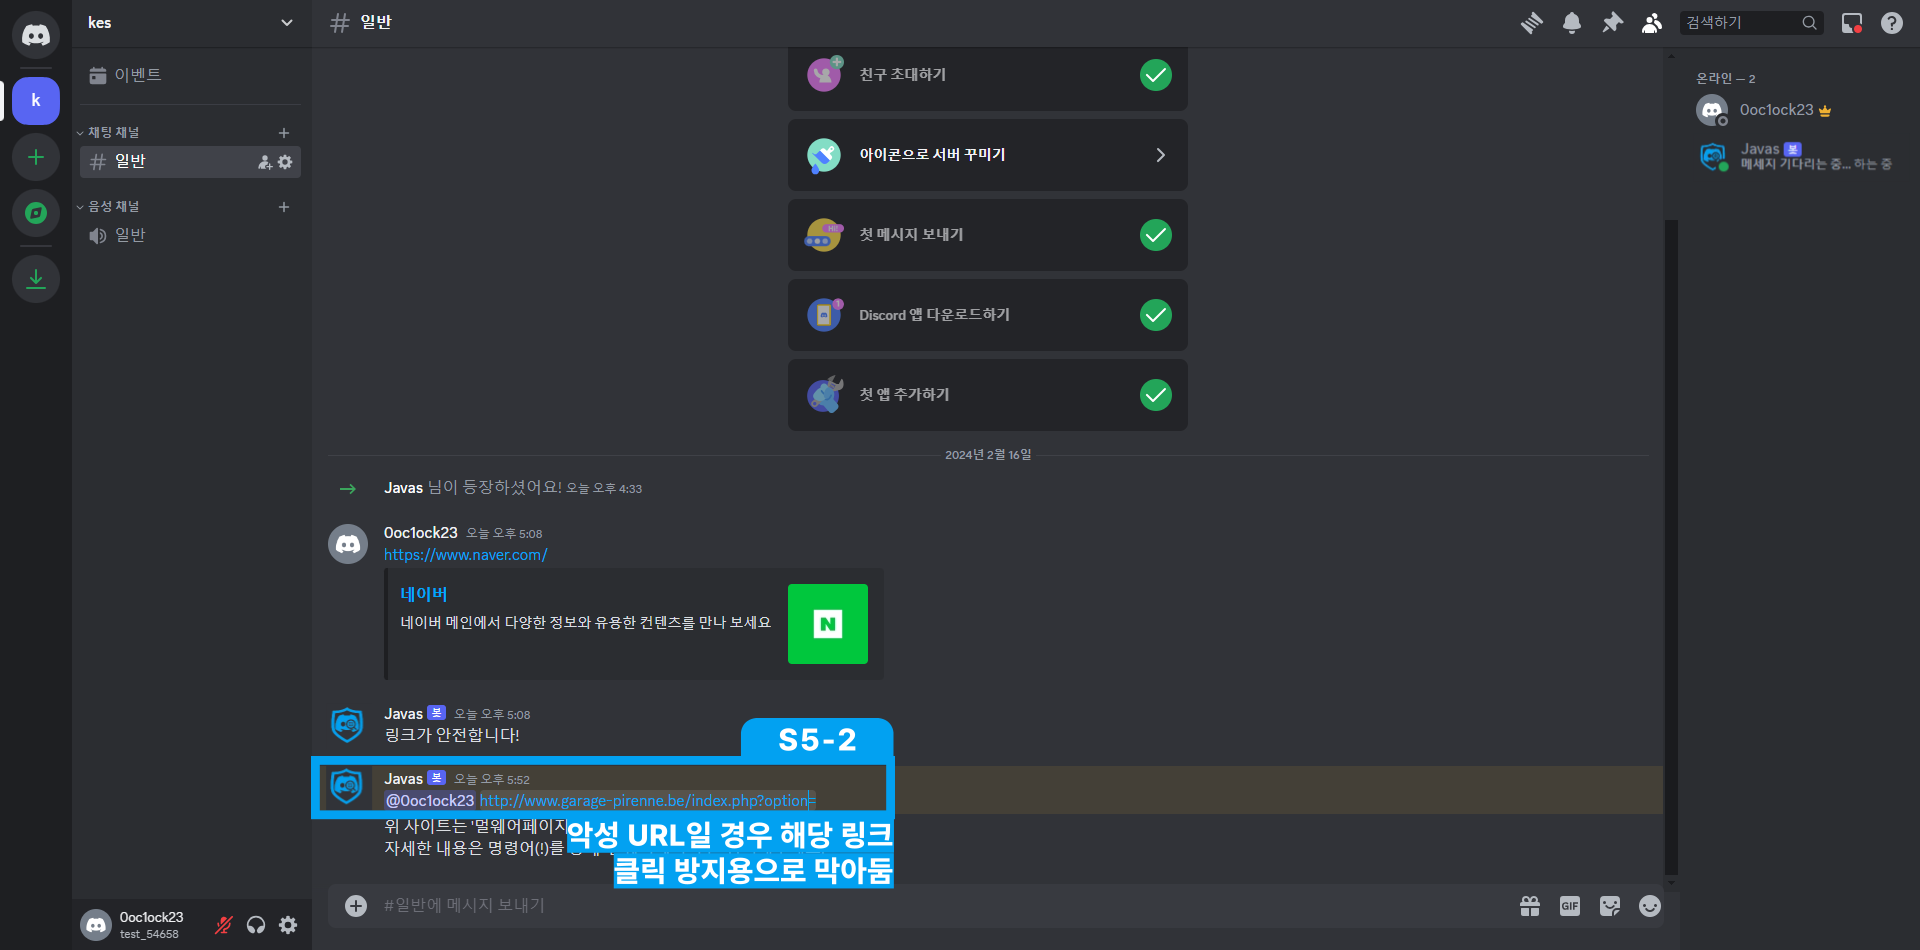 kes
# 일반
검색하기
이벤트
채팅 채널
# 일반
음성 채널
일반
친구 초대하기
아이콘으로 서버 꾸미기
Hi!
첫 메시지 보내기
1
Discord 앱 다운로드하기
첫 앱 추가하기
2024년 2월 16일
Javas 님이 등장하셨어요! 오늘 오후 4:33
0oc1ock23 오늘 오후 5:08
https://www.naver.com/
네이버
네이버 메인에서 다양한 정보와 유용한 컨텐츠를 만나 보세요
N
Javas 봇 오늘 오후 5:08
링크가 안전합니다!
S5-2
Javas 봇 오늘 오후 5:52
@0oc1ock23 http://www.garage-pirenne.be/index.php?option=
위 사이트는 '멀웨어페이지
자세한 내용은 명령어(!)를
악성 URL일 경우 해당 링크
클릭 방지용으로 막아둠
#일반에 메시지 보내기
GIF
온라인 — 2
0oc1ock23
Javas 봇
메세지 기다리는 중... 하는 중
k
0oc1ock23
test_54658